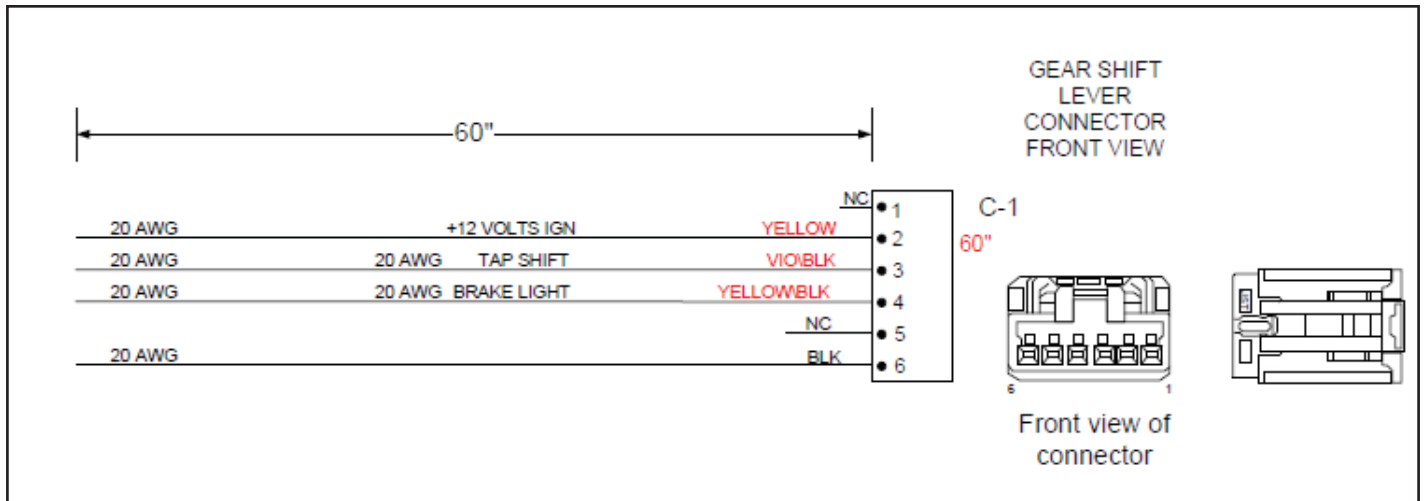 GEAR SHIFT
LEVER
CONNECTOR
FRONT VIEW
60"
NC 1
C-1
20 AWG +12 VOLTS IGN YELLOW 2
60"
20 AWG 20 AWG TAP SHIFT VIO\BLK 3
20 AWG 20 AWG BRAKE LIGHT YELLOW\BLK 4
NC 5
20 AWG BLK 6
6 1
Front view of
connector